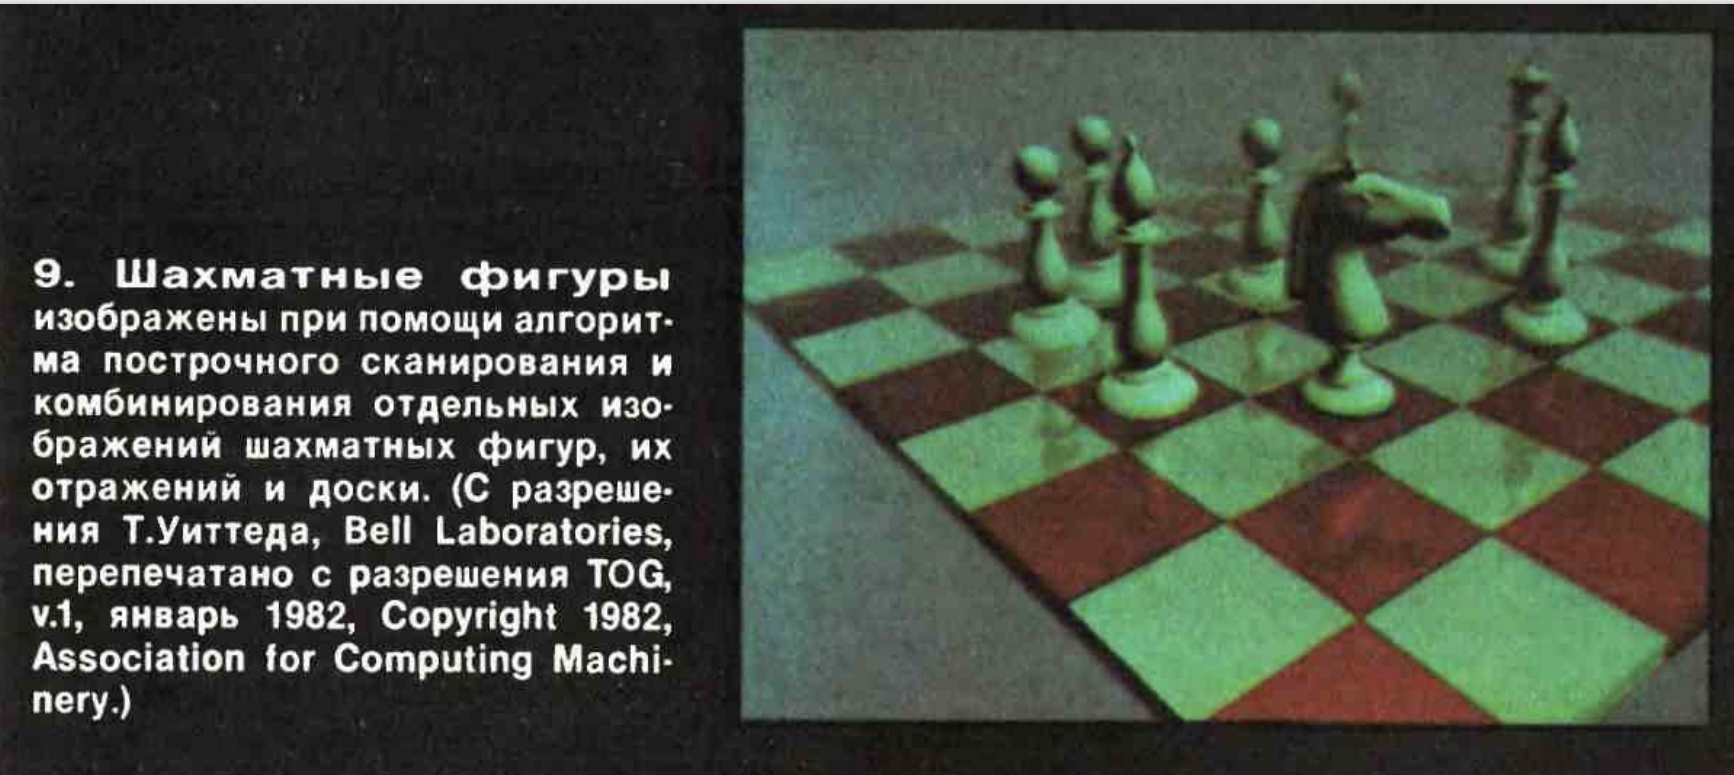 9. Шахматные фигуры
изображены при помощи алгорит-
ма построчного сканирования и
комбинирования отдельных изо-
бражений шахматных фигур, их
отражений и доски. (С разреше-
ния Т.Уиттеда, Bell Laboratories,
перепечатано с разрешения TOG,
v.1, январь 1982, Copyright 1982,
Association for Computing Machi-
nery.)